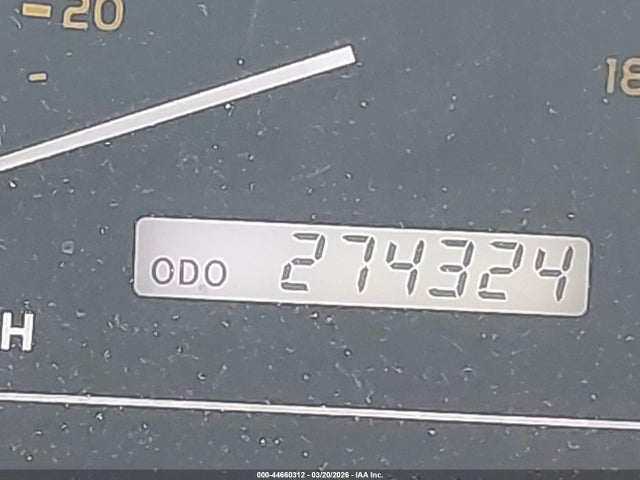 20
18
ODO 274324
H
000-44660312 - 03/20/2026 - IAA Inc.